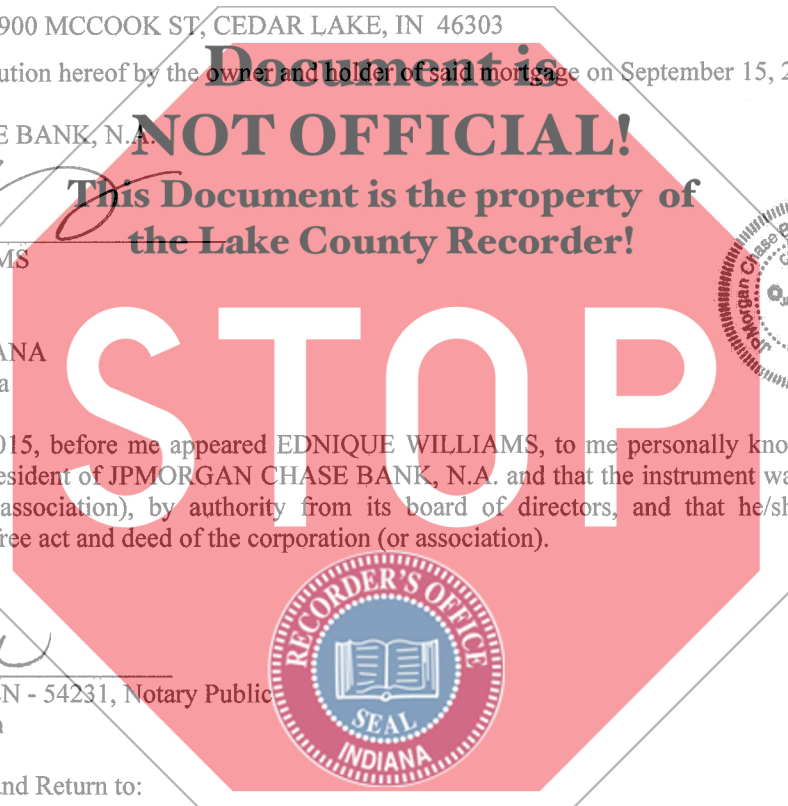 900 MCCOOK ST, CEDAR LAKE, IN 46303
Document is
ution hereof by the owner and holder of said mortgage on September 15, 2
E BANK, N.A.
NOT OFFICIAL!
This Document is the property of
the Lake County Recorder!
MS
JPMorgan Chase B
STOP
ANA
a
015, before me appeared EDNIQUE WILLIAMS, to me personally kno
esident of JPMORGAN CHASE BANK, N.A. and that the instrument wa
association), by authority from its board of directors, and that he/sh
ree act and deed of the corporation (or association).
RECORDER'S OFFICE
SEAL
INDIANA
N - 54231, Notary Public
and Return to: